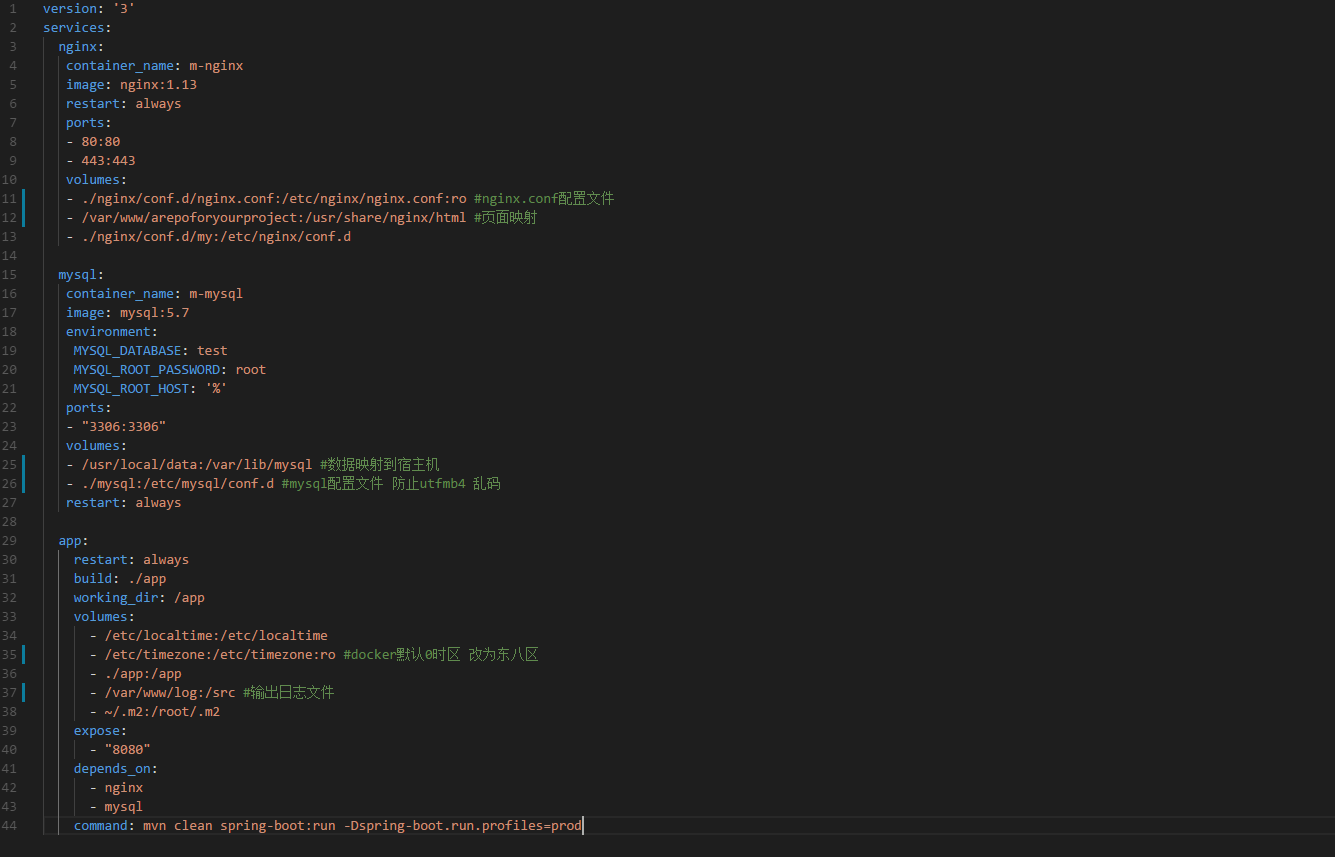 1 version: '3'
2 services:
3   nginx:
4    container_name: m-nginx
5    image: nginx:1.13
6    restart: always
7    ports:
8    - 80:80
9    - 443:443
10    volumes:
11    - ./nginx/conf.d/nginx.conf:/etc/nginx/nginx.conf:ro #nginx.conf配置文件
12    - /var/www/arepoforyourproject:/usr/share/nginx/html #页面映射
13    - ./nginx/conf.d/my:/etc/nginx/conf.d
14
15   mysql:
16    container_name: m-mysql
17    image: mysql:5.7
18    environment:
19     MYSQL_DATABASE: test
20     MYSQL_ROOT_PASSWORD: root
21     MYSQL_ROOT_HOST: '%'
22    ports:
23    - "3306:3306"
24    volumes:
25    - /usr/local/data:/var/lib/mysql #数据映射到宿主机
26    - ./mysql:/etc/mysql/conf.d #mysql配置文件 防止utfmb4 乱码
27    restart: always
28
29   app:
30     restart: always
31     build: ./app
32     working_dir: /app
33     volumes:
34       - /etc/localtime:/etc/localtime
35       - /etc/timezone:/etc/timezone:ro #docker默认0时区 改为东八区
36       - ./app:/app
37       - /var/www/log:/src #输出日志文件
38       - ~/.m2:/root/.m2
39     expose:
40       - "8080"
41     depends_on:
42       - nginx
43       - mysql
44     command: mvn clean spring-boot:run -Dspring-boot.run.profiles=prod